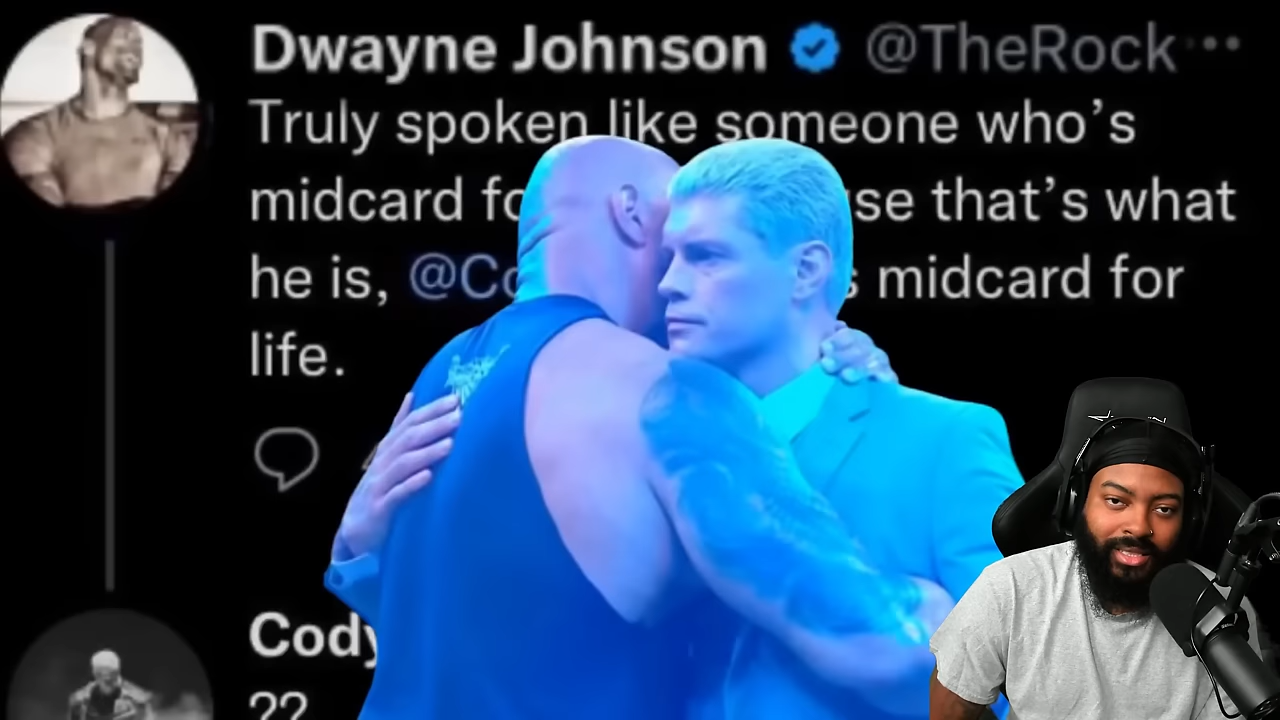 Dwayne Johnson @TheRock
Truly spoken like someone who’s
midcard fo se that’s what
he is, @Co s midcard for
life.
Cody
??